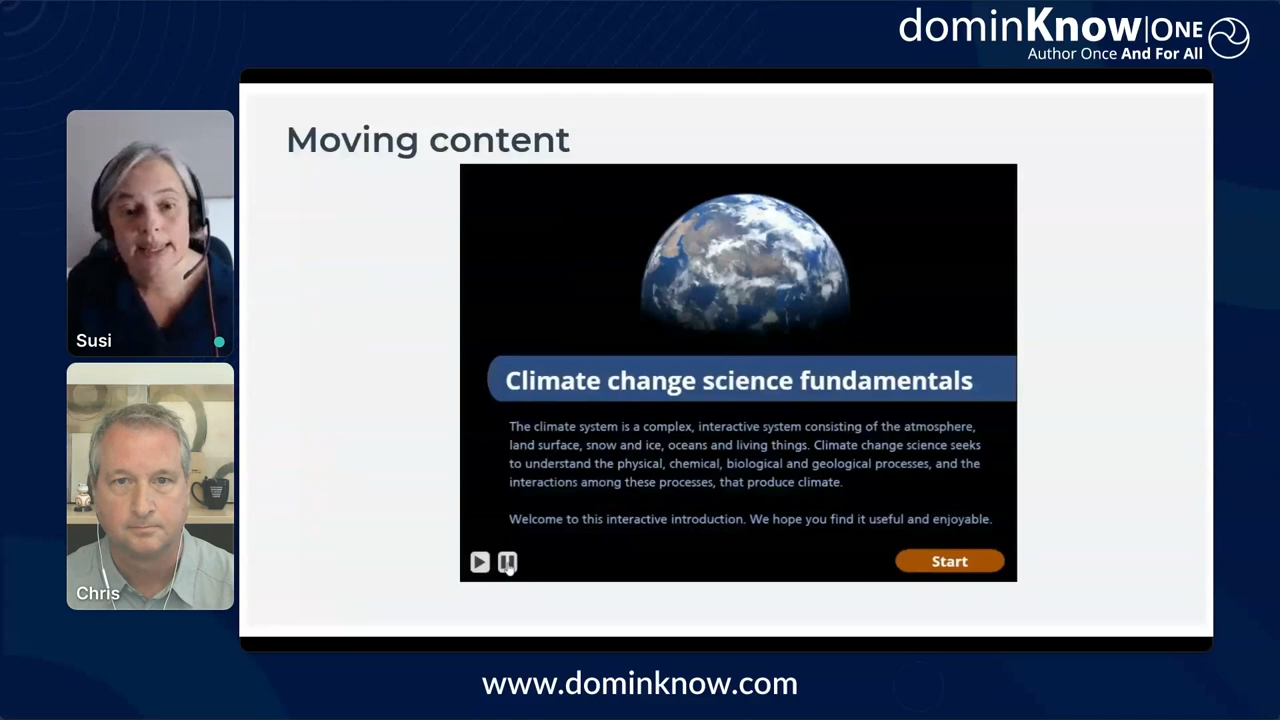 dominKnow|ONE
Author Once And For All
Moving content
Climate change science fundamentals
The climate system is a complex, interactive system consisting of the atmosphere,
land surface, snow and ice, oceans and living things. Climate change science seeks
to understand the physical, chemical, biological and geological processes, and the
interactions among these processes, that produce climate.
Welcome to this interactive introduction. We hope you find it useful and enjoyable.
Start
Susi
Chris
www.dominknow.com